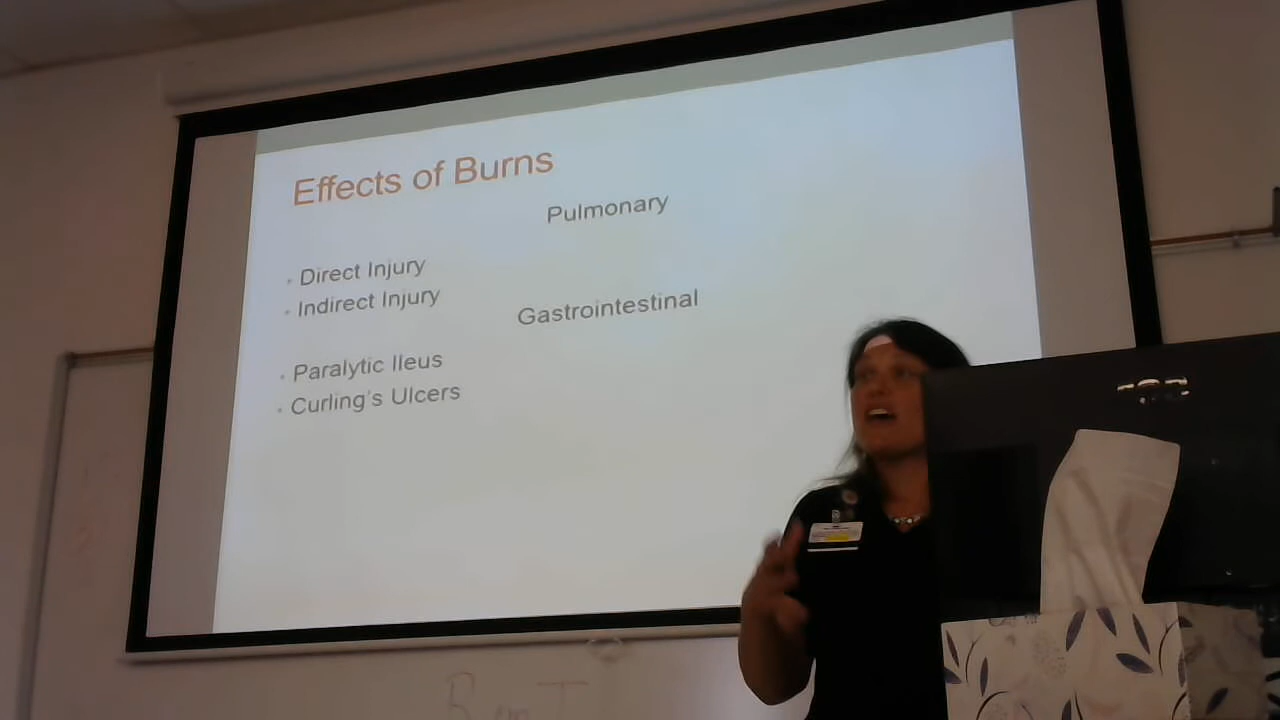 Effects of Burns
Pulmonary
• Direct Injury
• Indirect Injury
Gastrointestinal
• Paralytic Ileus
• Curling's Ulcers